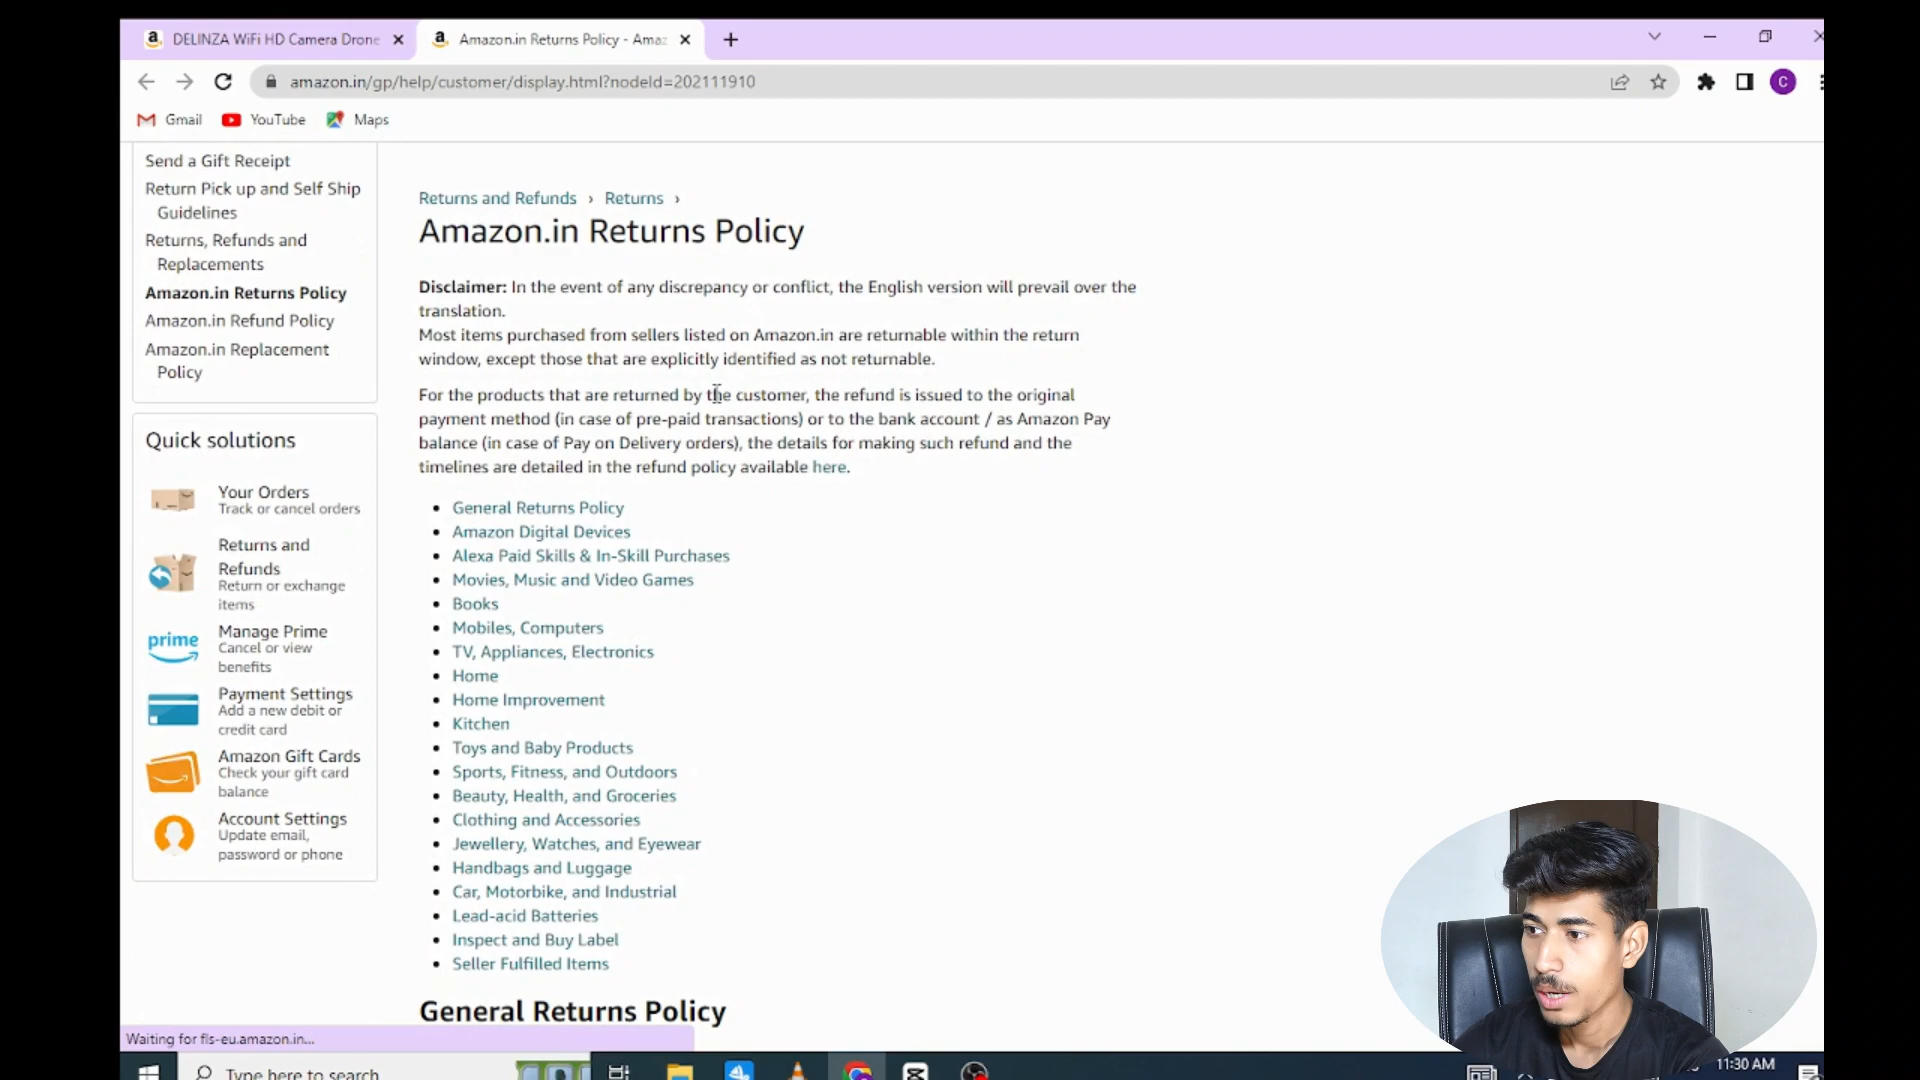 DELINZA WiFi HD Camera Drone
Amazon.in Returns Policy - Amaz
amazon.in/gp/help/customer/display.html?nodeId=202111910
C
Gmail
YouTube
Maps
Send a Gift Receipt
Return Pick up and Self Ship
Guidelines
Returns, Refunds and
Replacements
Amazon.in Returns Policy
Amazon.in Refund Policy
Amazon.in Replacement
Policy
Quick solutions
Your Orders
Track or cancel orders
Returns and
Refunds
Return or exchange
items
prime
Manage Prime
Cancel or view
benefits
Payment Settings
Add a new debit or
credit card
Amazon Gift Cards
Check your gift card
balance
Account Settings
Update email,
password or phone
Returns and Refunds › Returns ›
Amazon.in Returns Policy
Disclaimer: In the event of any discrepancy or conflict, the English version will prevail over the
translation.
Most items purchased from sellers listed on Amazon.in are returnable within the return
window, except those that are explicitly identified as not returnable.
For the products that are returned by the customer, the refund is issued to the original
payment method (in case of pre-paid transactions) or to the bank account / as Amazon Pay
balance (in case of Pay on Delivery orders), the details for making such refund and the
timelines are detailed in the refund policy available here.
• General Returns Policy
• Amazon Digital Devices
• Alexa Paid Skills & In-Skill Purchases
• Movies, Music and Video Games
• Books
• Mobiles, Computers
• TV, Appliances, Electronics
• Home
• Home Improvement
• Kitchen
• Toys and Baby Products
• Sports, Fitness, and Outdoors
• Beauty, Health, and Groceries
• Clothing and Accessories
• Jewellery, Watches, and Eyewear
• Handbags and Luggage
• Car, Motorbike, and Industrial
• Lead-acid Batteries
• Inspect and Buy Label
• Seller Fulfilled Items
General Returns Policy
Waiting for fls-eu.amazon.in...
Type here to search
11:30 AM